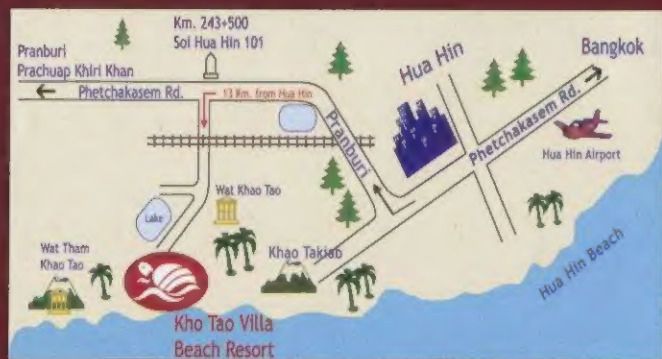 Km. 243+500
Soi Hua Hin 101
Pranburi
Prachuap Khiri Khan
Phetchakasem Rd.
13 Km. from Hua Hin
Hua Hin
Bangkok
Phetchakasem Rd.
Hua Hin Airport
Pranburi
Wat Khao Tao
Lake
Wat Tham
Khao Tao
Khao Takiab
Hua Hin Beach
Kho Tao Villa
Beach Resort